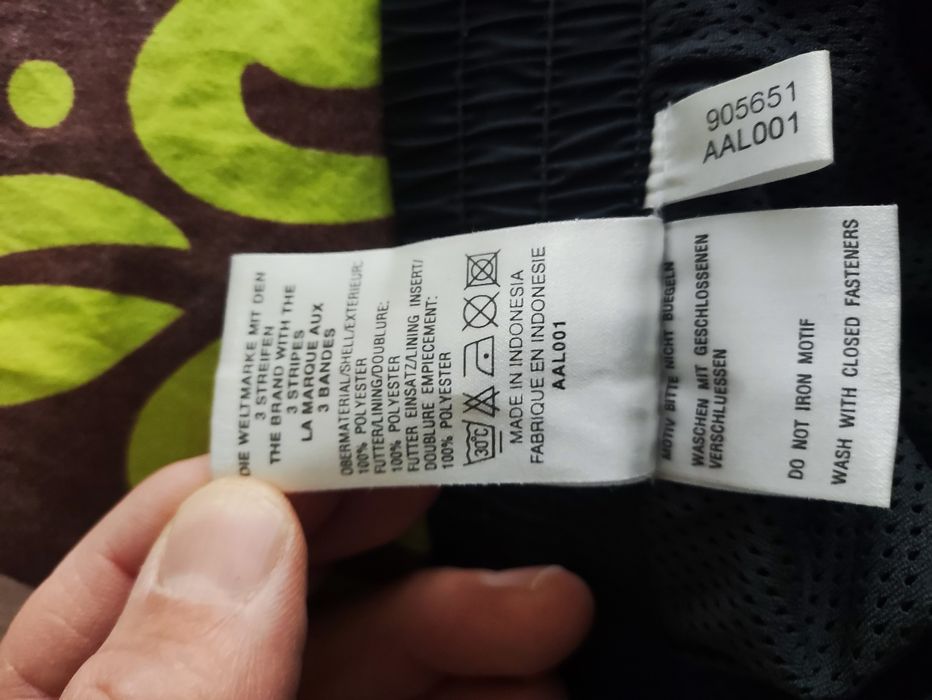 905651
AAL001
DIE WELTMARKE MIT DEN
3 STREIFEN
THE BRAND WITH THE
3 STRIPES
LA MARQUE AUX
3 BANDES
OBERMATERIAL/SHELL/EXTERIEUR:
100% POLYESTER
FUTTER/LINING/DOUBLURE:
100% POLYESTER
FUTTER EINSATZ/LINING INSERT/
DOUBLURE EMPIECEMENT:
100% POLYESTER
30°C
MADE IN INDONESIA
FABRIQUE EN INDONESIE
AAL001
MOTIV BITTE NICHT BUEGELN
WASCHEN MIT GESCHLOSSENEN
VERSCHLUESSEN
DO NOT IRON MOTIF
WASH WITH CLOSED FASTENERS